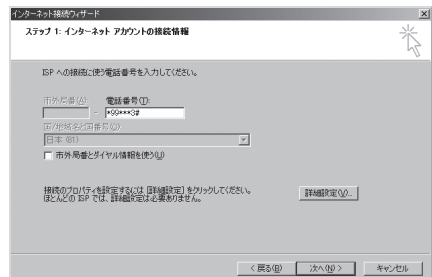 インターネット接続ウィザード
ステップ 1: インターネット アカウントの接続情報
ISP への接続に使う電話番号を入力してください。
市外局番(A): 電話番号(T):
- *99***3#
国/地域名と国番号(O):
日本 (81)
市外局番とダイヤル情報を使う(U)
接続のプロパティを設定するには [詳細設定] をクリックしてください。
ほとんどの ISP では、詳細設定は必要ありません。
詳細設定(V)...
< 戻る(B) 次へ(N) > キャンセル